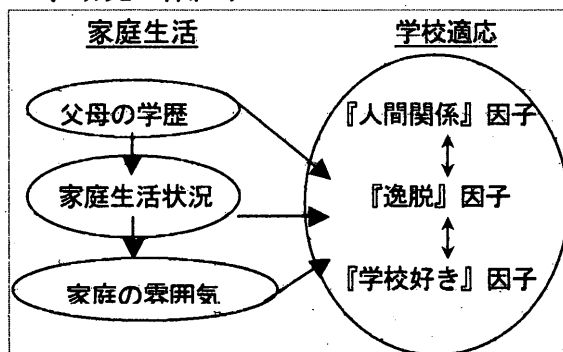 家庭生活
学校適応
父母の学歴
『人間関係』因子
家庭生活状況
『逸脱』因子
家庭の雰囲気
『学校好き』因子